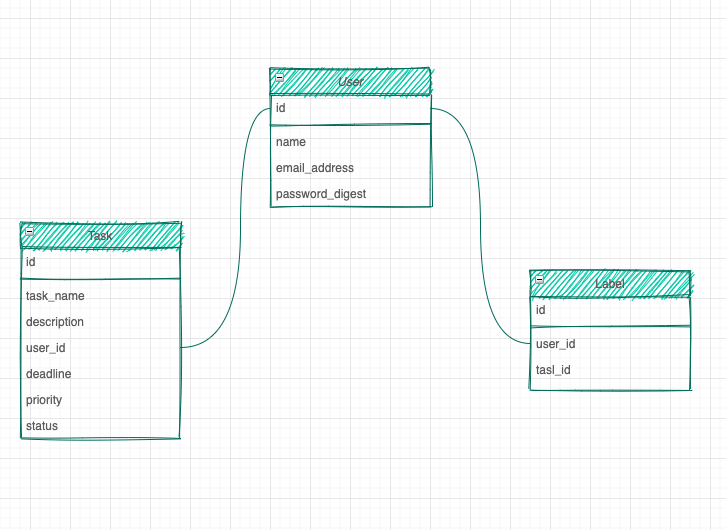 User
id
name
email_address
password_digest
Task
id
task_name
description
user_id
deadline
priority
status
Label
id
user_id
tasl_id